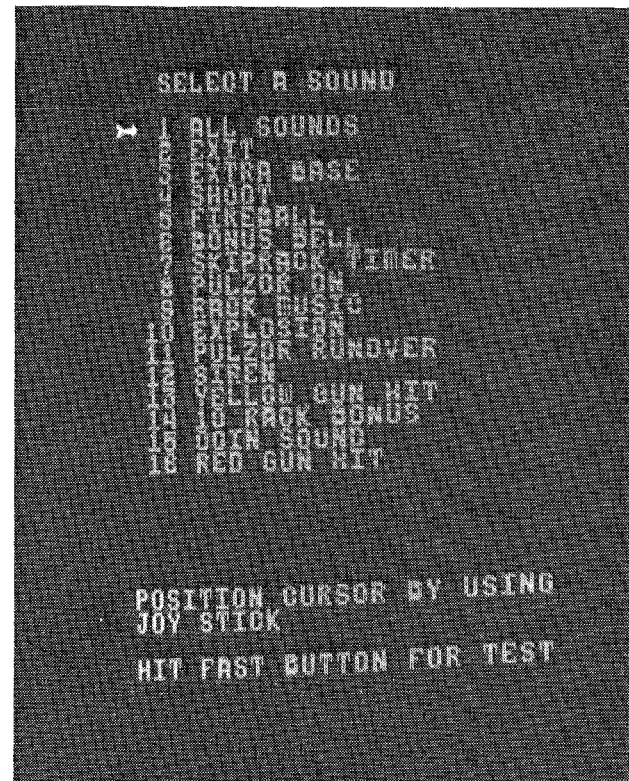 SELECT A SOUND
1 ALL SOUNDS
2 EXIT
3 EXTRA BASE
4 SHOOT
5 FIREBALL
6 BONUS BELL
7 SKIPRACK TIMER
8 PULZOR ON
9 RACK MUSIC
10 EXPLOSION
11 PULZOR RUNOVER
12 SIREN
13 YELLOW GUN HIT
14 10 RACK BONUS
15 COIN SOUND
16 RED GUN HIT
POSITION CURSOR BY USING
JOY STICK
HIT FAST BUTTON FOR TEST